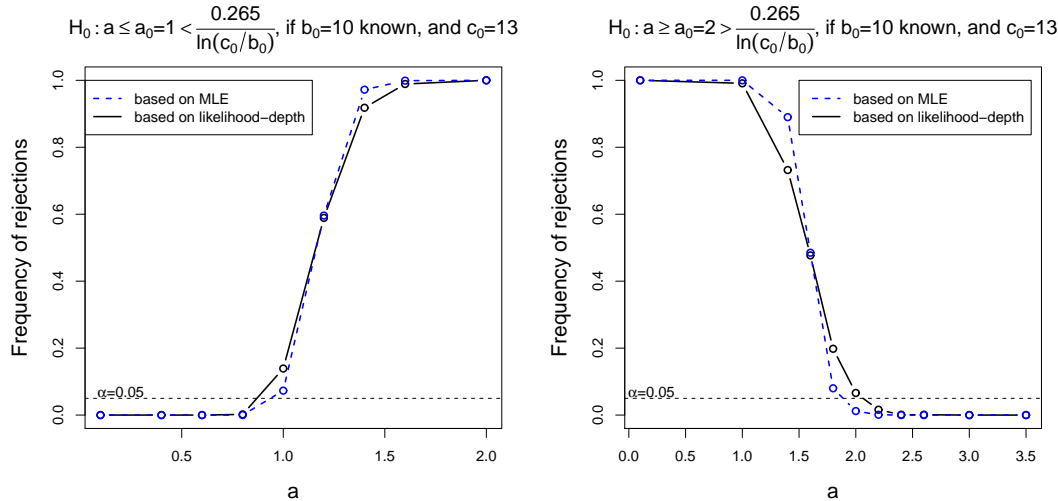 H₀ : a ≤ a₀=1 < 0.265/ln(c₀/b₀), if b₀=10 known, and c₀=13
Frequency of rejections
1.0
0.8
0.6
0.4
0.2
0.0
based on MLE
based on likelihood−depth
α=0.05
0.5 1.0 1.5 2.0
a
H₀ : a ≥ a₀=2 > 0.265/ln(c₀/b₀), if b₀=10 known, and c₀=13
Frequency of rejections
1.0
0.8
0.6
0.4
0.2
0.0
based on MLE
based on likelihood−depth
α=0.05
0.0 0.5 1.0 1.5 2.0 2.5 3.0 3.5
a